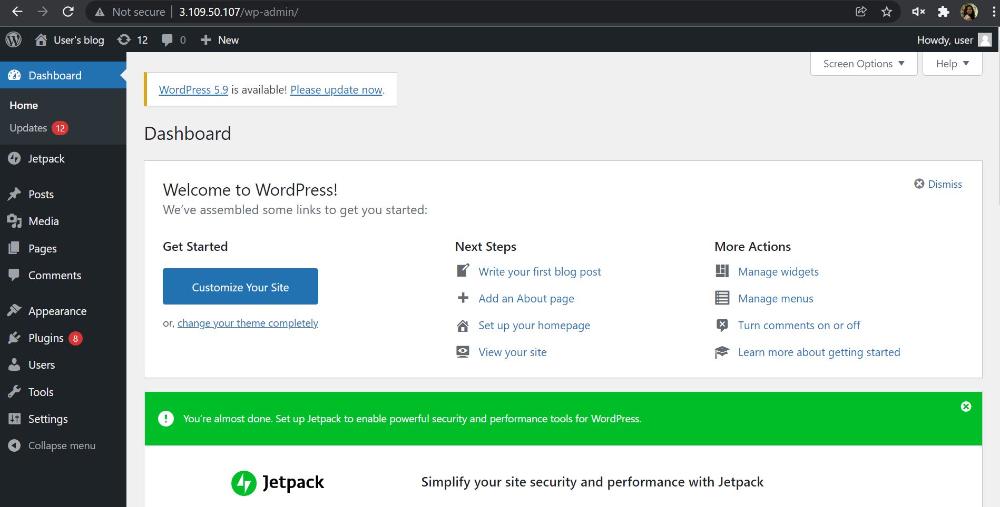 Not secure | 3.109.50.107/wp-admin/
User's blog 12 0 New Howdy, user
Screen Options Help
Dashboard
Home
Updates 12
Jetpack
Posts
Media
Pages
Comments
Appearance
Plugins 8
Users
Tools
Settings
Collapse menu
WordPress 5.9 is available! Please update now.
Dashboard
Welcome to WordPress!
Dismiss
We’ve assembled some links to get you started:
Get Started
Customize Your Site
or, change your theme completely
Next Steps
Write your first blog post
Add an About page
Set up your homepage
View your site
More Actions
Manage widgets
Manage menus
Turn comments on or off
Learn more about getting started
You’re almost done. Set up Jetpack to enable powerful security and performance tools for WordPress.
Jetpack
Simplify your site security and performance with Jetpack